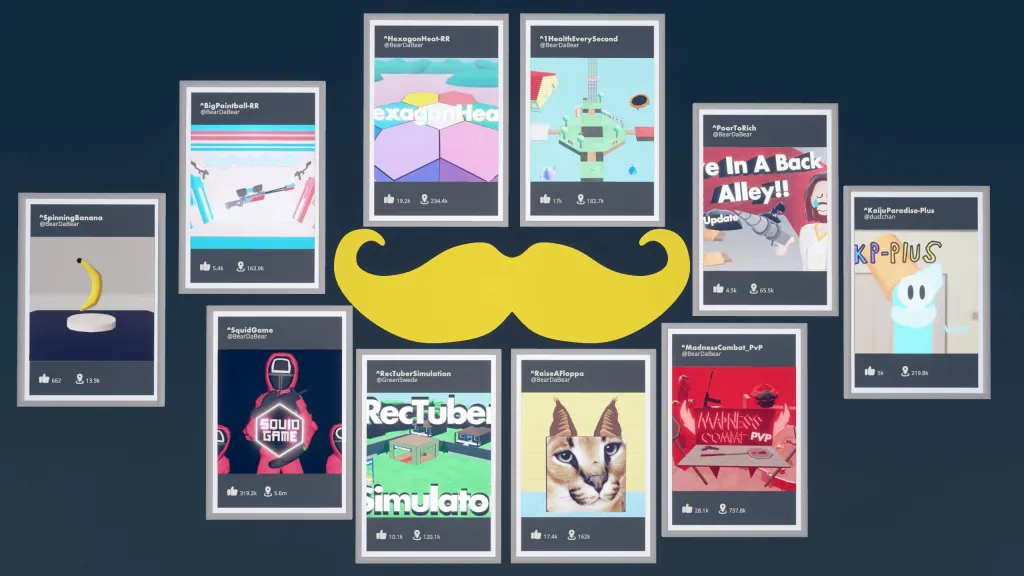 ^HexagonHeat-RR
@BearDaBear
exagonHea
19.2k 234.4k
^1HealthEverySecond
@BearDaBear
17k 182.7k
^BigPaintball-RR
@BearDaBear
5.4k 163.9k
^PoorToRich
@BearDaBear
e In A Back
Alley!!
Update
4.5k 65.5k
^SpinningBanana
@BearDaBear
662 13.9k
^KaijuParadise-Plus
@dustchan
KP-PLUS
5k 219.8k
^SquidGame
@BearDaBear
SQUID
GAME
319.2k 5.6m
^RecTuberSimulation
@GreenSwede
RecTuber
Simulato
10.1k 120.1k
^RaiseAFloppa
@BearDaBear
17.4k 162k
^MadnessCombat_PvP
@BearDaBear
MADNESS
COMBAT PVP
28.1k 737.8k